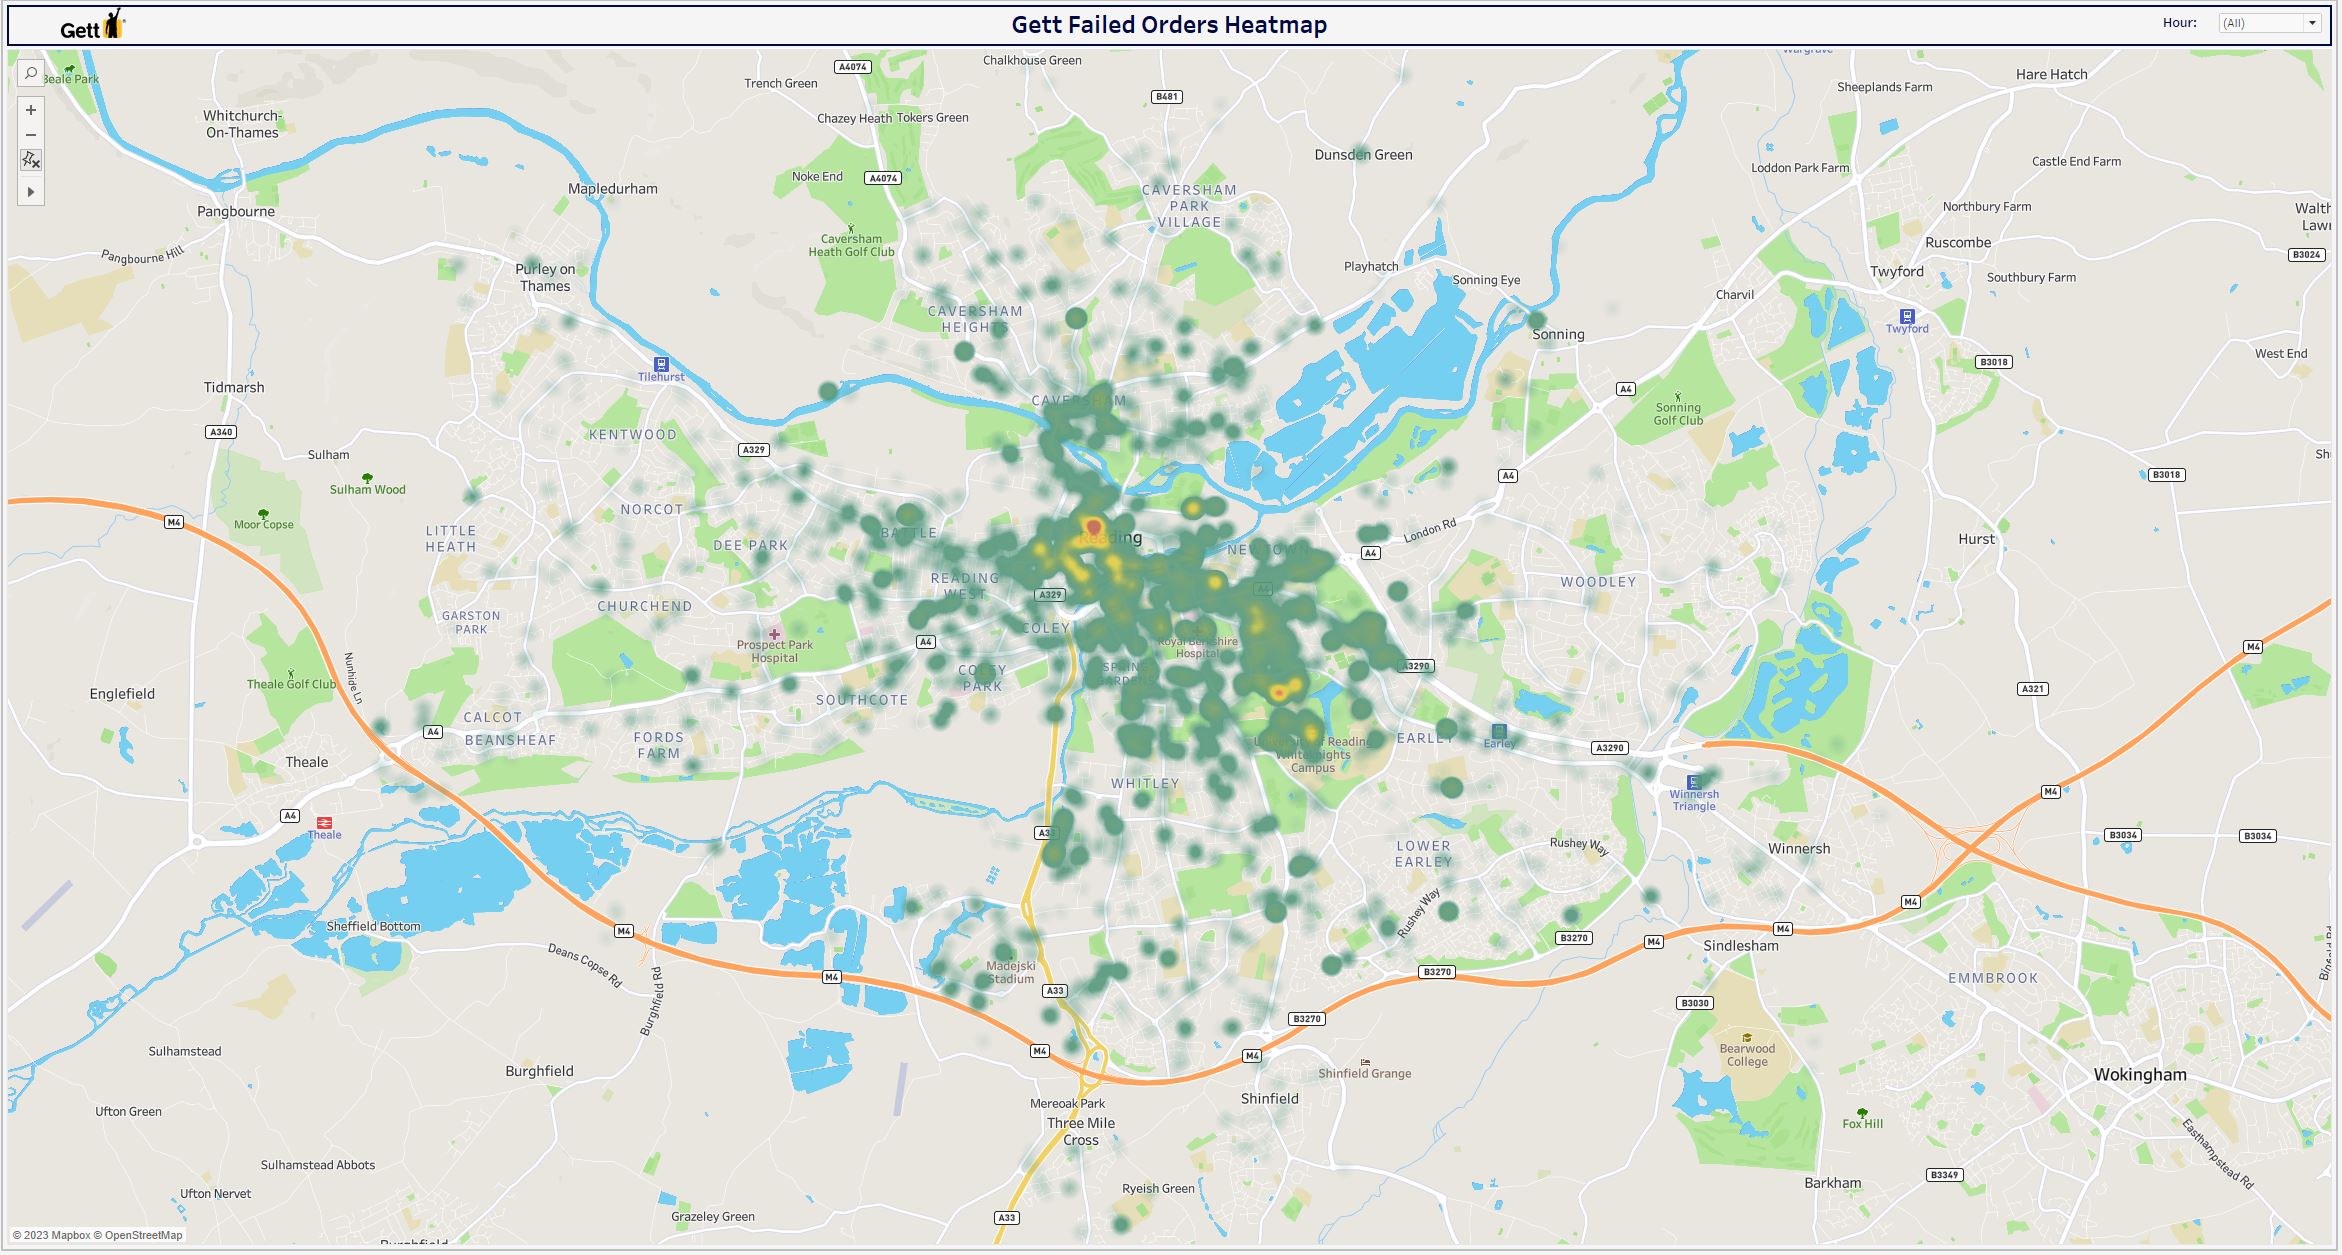 Gett
Gett Failed Orders Heatmap
Hour:
(All)
Beale Park
A4074
Trench Green
Chalkhouse Green
B481
Wargrave
Sheeplands Farm
Hare Hatch
Whitchurch-
On-Thames
Chazey Heath
Tokers Green
Dunsden Green
Loddon Park Farm
Castle End Farm
Noke End
A4074
Mapledurham
CAVERSHAM
PARK
VILLAGE
Pangbourne
Northbury Farm
Pangbourne Hill
Caversham
Heath Golf Club
Ruscombe
B3024
Purley on
Thames
Playhatch
Sonning Eye
Twyford
Southbury Farm
Charvil
CAVERSHAM
HEIGHTS
Sonning
Twyford
West End
Tilehurst
B3018
Tidmarsh
A4
CAVERSHAM
Sonning
Golf Club
A340
KENTWOOD
A329
Sulham
Sulham Wood
A4
B3018
NORCOT
Moor Copse
M4
LITTLE
HEATH
DEE PARK
BATTLE
Reading
NEWTOWN
London Rd
A4
Hurst
READING
WEST
A329
A4
WOODLEY
CHURCHEND
GARSTON
PARK
COLEY
Prospect Park
Hospital
A4
Royal Berkshire
Hospital
M4
A3290
Nunhide Ln
COLEY
PARK
SPRING
GARDENS
Theale Golf Club
Englefield
SOUTHCOTE
A321
CALCOT
A4
BEANSHEAF
FORDS
FARM
EARLEY
Earley
A3290
University of Reading
Whiteknights
Campus
Theale
WHITLEY
Winnersh
Triangle
M4
A4
Theale
A33
B3034
B3034
LOWER
EARLEY
Rushey Way
Winnersh
M4
Rushey Way
Sheffield Bottom
M4
M4
B3270
M4
Sindlesham
Deans Copse Rd
Madejski
Stadium
M4
B3270
EMMBROOK
A33
Burghfield Rd
B3030
B3270
Bearwood
College
Sulhamstead
M4
M4
Burghfield
Shinfield Grange
Wokingham
Ufton Green
Mereoak Park
Shinfield
Three Mile
Cross
Fox Hill
Easthampstead Rd
Sulhamstead Abbots
B3349
Barkham
Ufton Nervet
Ryeish Green
Grazeley Green
A33
© 2023 Mapbox © OpenStreetMap